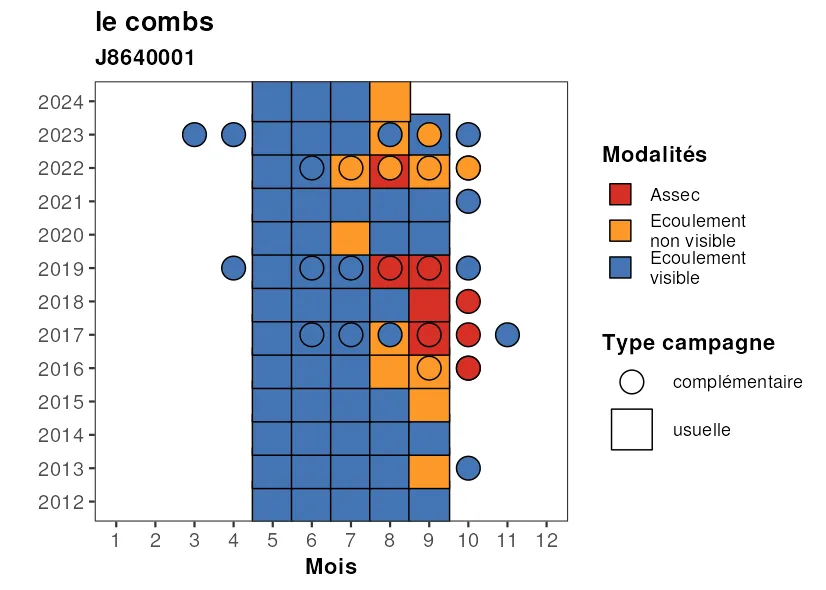 le combs
J8640001
2024
2023
2022
2021
2020
2019
2018
2017
2016
2015
2014
2013
2012
1 2 3 4 5 6 7 8 9 10 11 12
Mois
Modalités
Assec
Ecoulement
non visible
Ecoulement
visible
Type campagne
complémentaire
usuelle